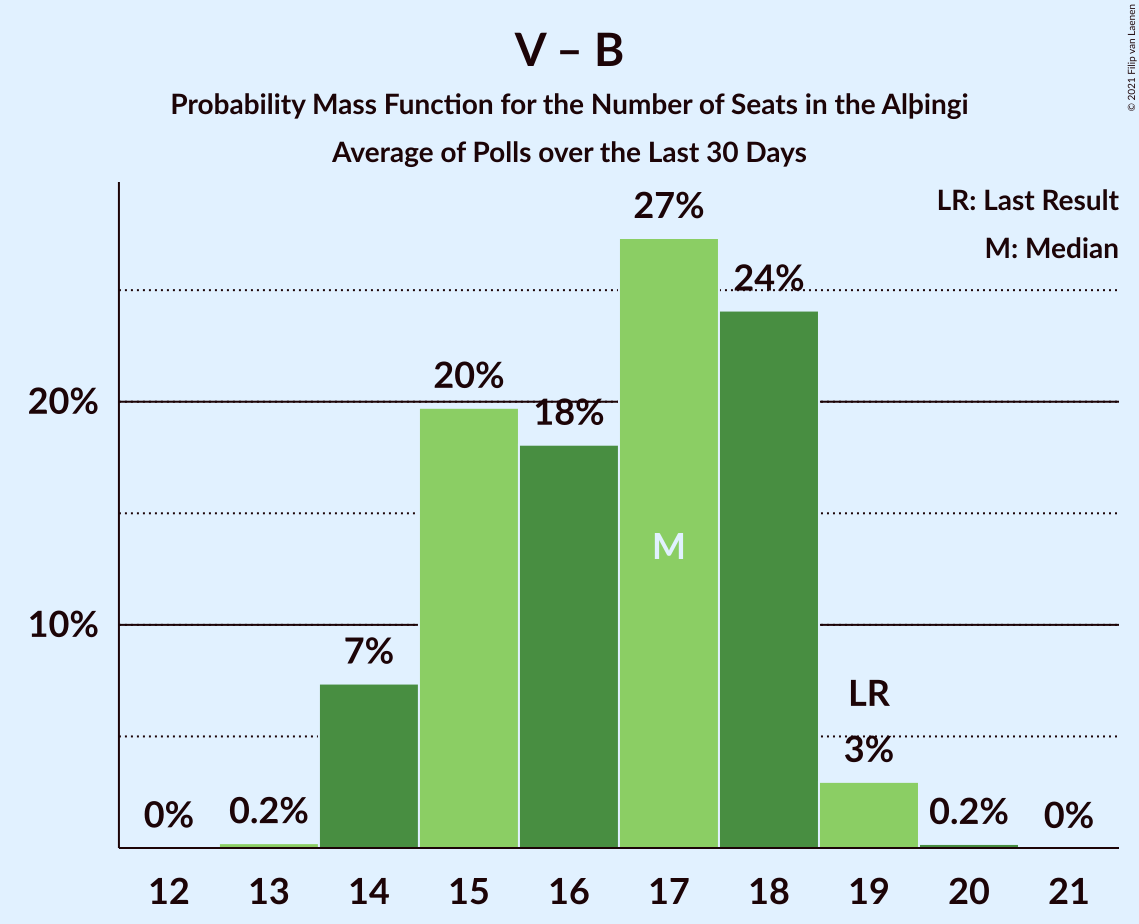 V – B
Probability Mass Function for the Number of Seats in the Alþingi
Average of Polls over the Last 30 Days
© 2021 Filip van Laenen
LR: Last Result
M: Median
27%
24%
20%
18%
20%
M
10%
7%
LR
3%
0%
0.2%
0.2%
0%
12 13 14 15 16 17 18 19 20 21